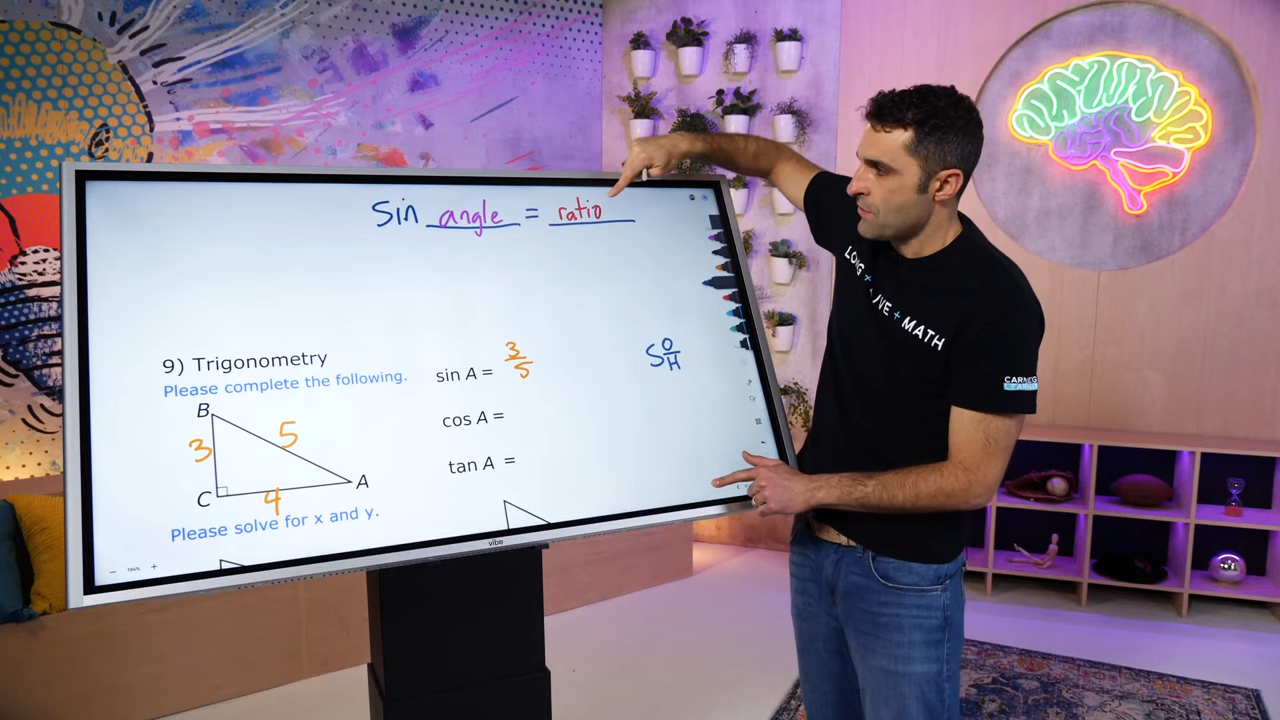 Sin angle = ratio
9) Trigonometry
Please complete the following.
B
3
5
C
4
A
Please solve for x and y.
sin A = 3/5
cos A =
tan A =
S O/H
vibe
LONG + LIVE + MATH